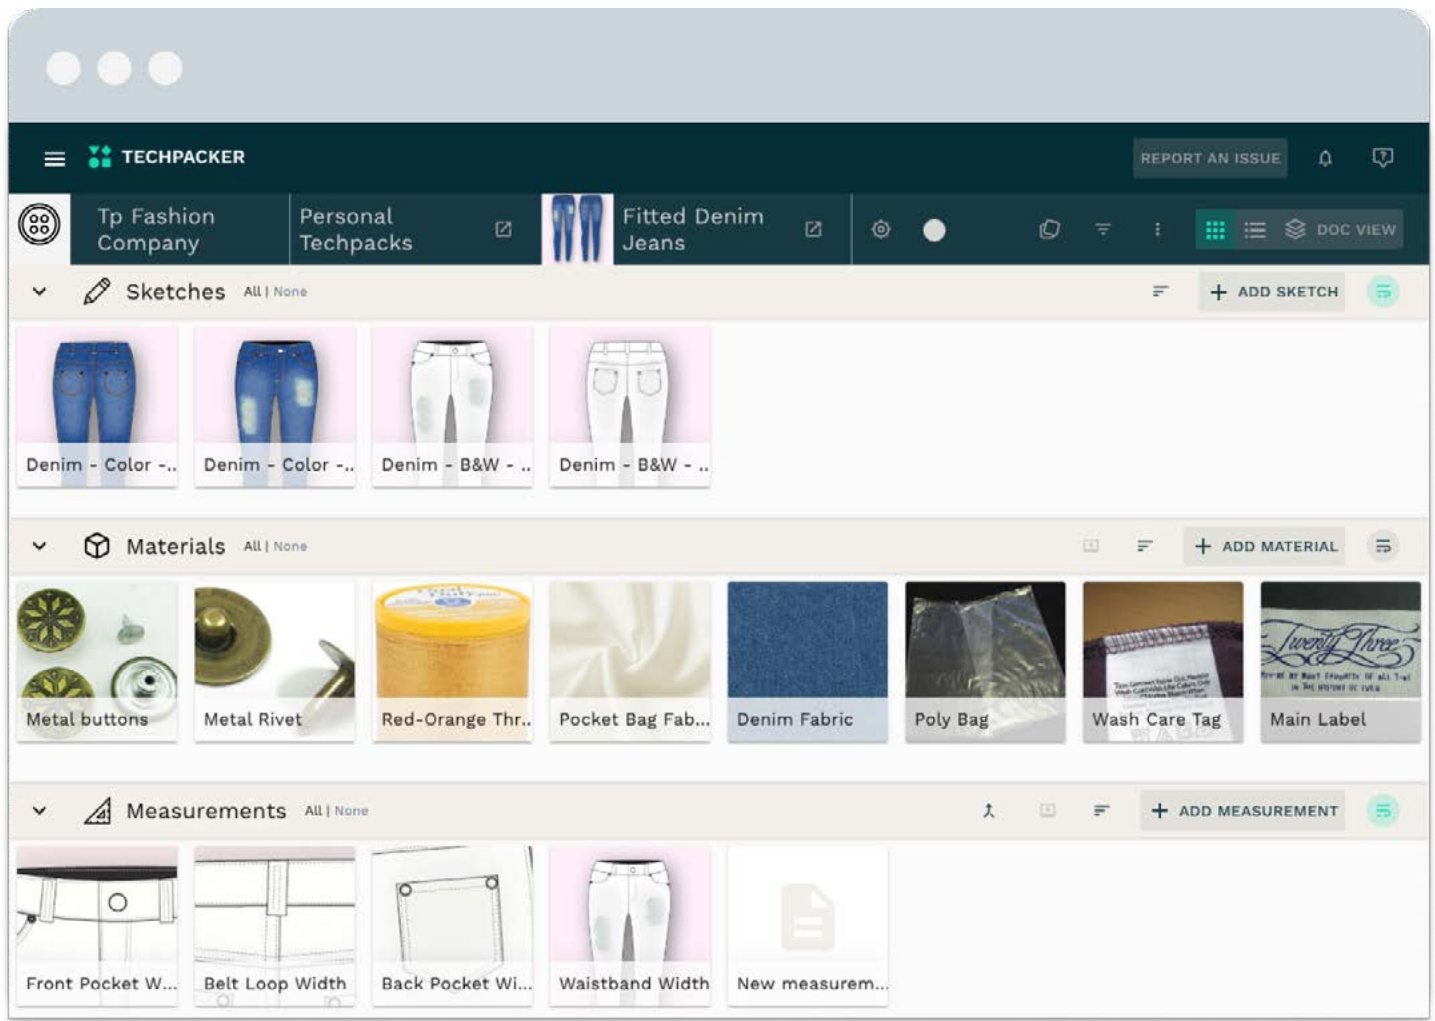 TECHPACKER
REPORT AN ISSUE
Tp Fashion
Company
Personal
Techpacks
Fitted Denim
Jeans
DOC VIEW
Sketches All | None
+ ADD SKETCH
Denim - Color -..
Denim - Color -..
Denim - B&W - ..
Denim - B&W - ..
Materials All | None
+ ADD MATERIAL
Twenty Three
Metal buttons
Metal Rivet
Red-Orange Thr..
Pocket Bag Fab...
Denim Fabric
Poly Bag
Wash Care Tag
Main Label
Measurements All | None
+ ADD MEASUREMENT
Front Pocket W...
Belt Loop Width
Back Pocket Wi...
Waistband Width
New measurem...